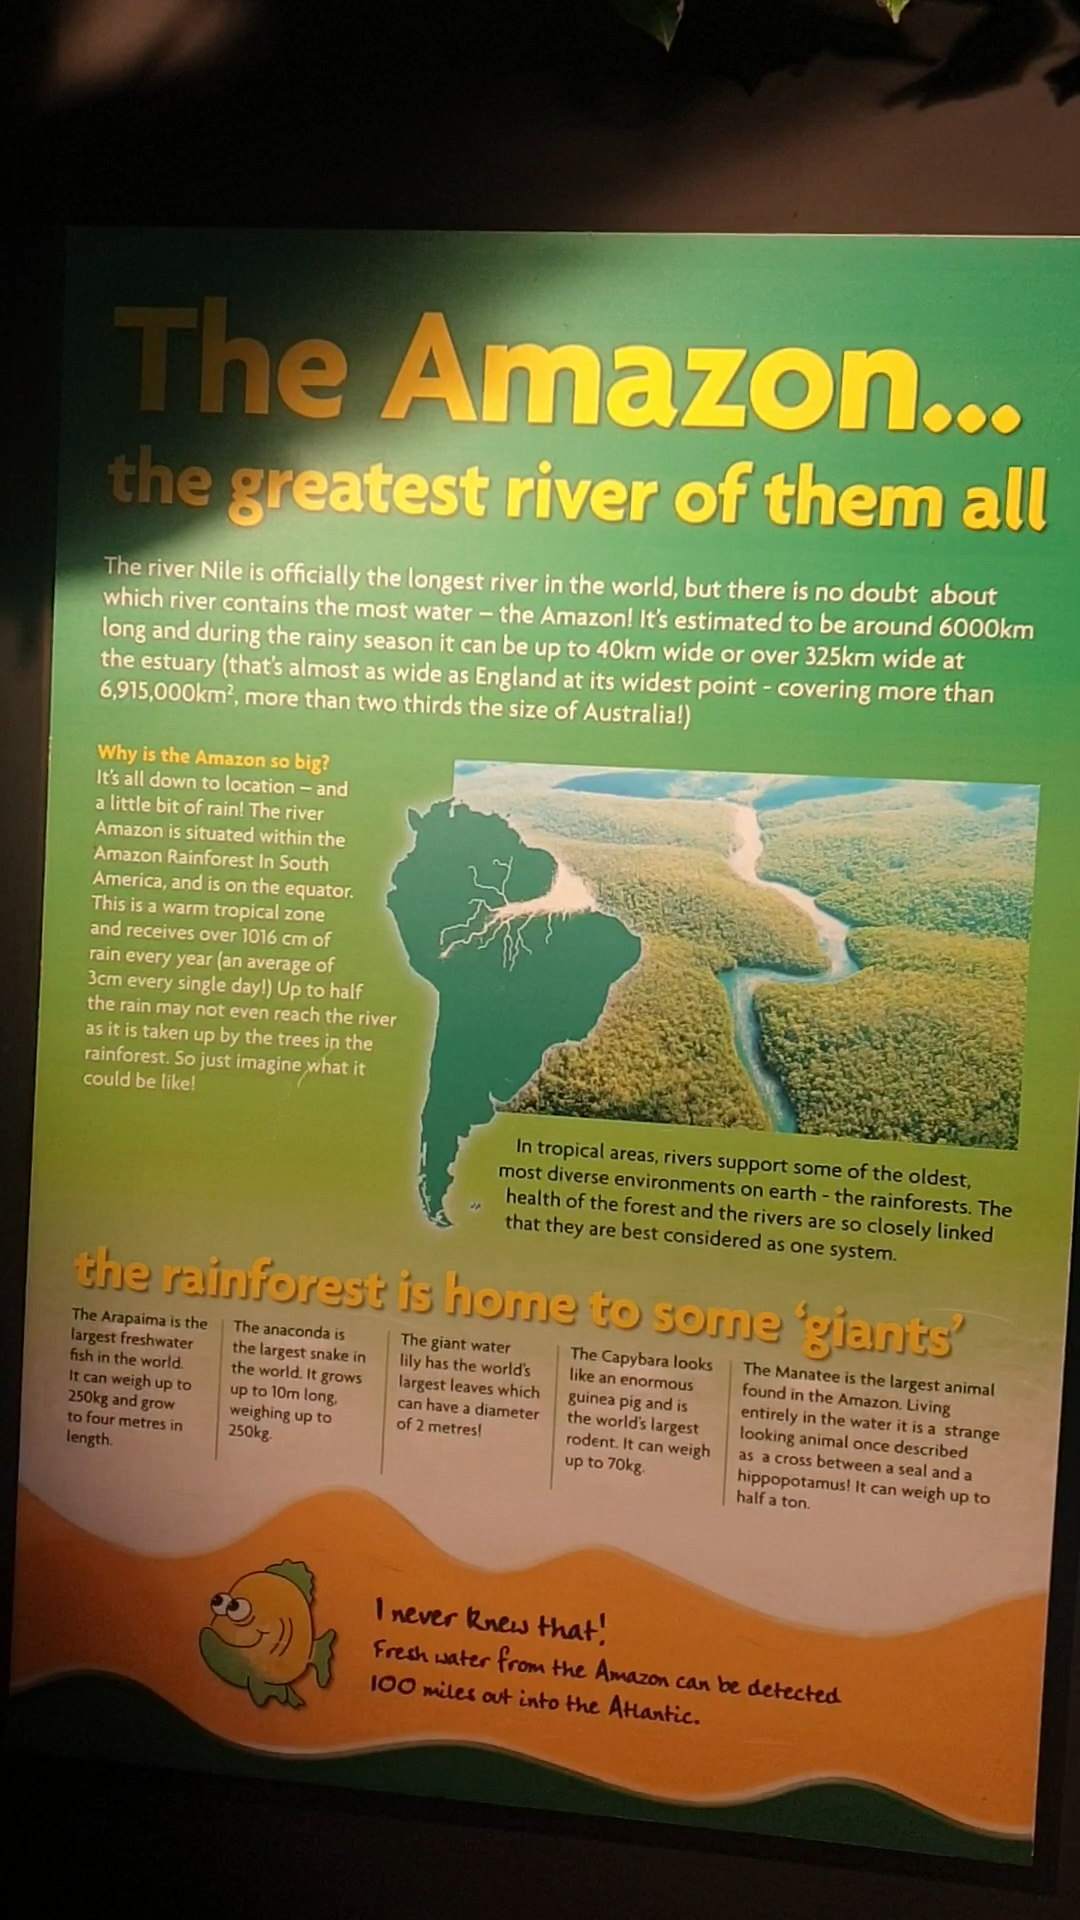 The Amazon...
the greatest river of them all
The river Nile is officially the longest river in the world, but there is no doubt about
which river contains the most water – the Amazon! It's estimated to be around 6000km
long and during the rainy season it can be up to 40km wide or over 325km wide at
the estuary (that's almost as wide as England at its widest point - covering more than
6,915,000km², more than two thirds the size of Australia!)
Why is the Amazon so big?
It's all down to location – and
a little bit of rain! The river
Amazon is situated within the
Amazon Rainforest In South
America, and is on the equator.
This is a warm tropical zone
and receives over 1016 cm of
rain every year (an average of
3cm every single day!) Up to half
the rain may not even reach the river
as it is taken up by the trees in the
rainforest. So just imagine what it
could be like!
In tropical areas, rivers support some of the oldest,
most diverse environments on earth - the rainforests. The
health of the forest and the rivers are so closely linked
that they are best considered as one system.
the rainforest is home to some 'giants'
The Arapaima is the
largest freshwater
fish in the world.
It can weigh up to
250kg and grow
to four metres in
length.
The anaconda is
the largest snake in
the world. It grows
up to 10m long,
weighing up to
250kg.
The giant water
lily has the world's
largest leaves which
can have a diameter
of 2 metres!
The Capybara looks
like an enormous
guinea pig and is
the world's largest
rodent. It can weigh
up to 70kg.
The Manatee is the largest animal
found in the Amazon. Living
entirely in the water it is a strange
looking animal once described
as a cross between a seal and a
hippopotamus! It can weigh up to
half a ton.
I never knew that!
Fresh water from the Amazon can be detected
100 miles out into the Atlantic.